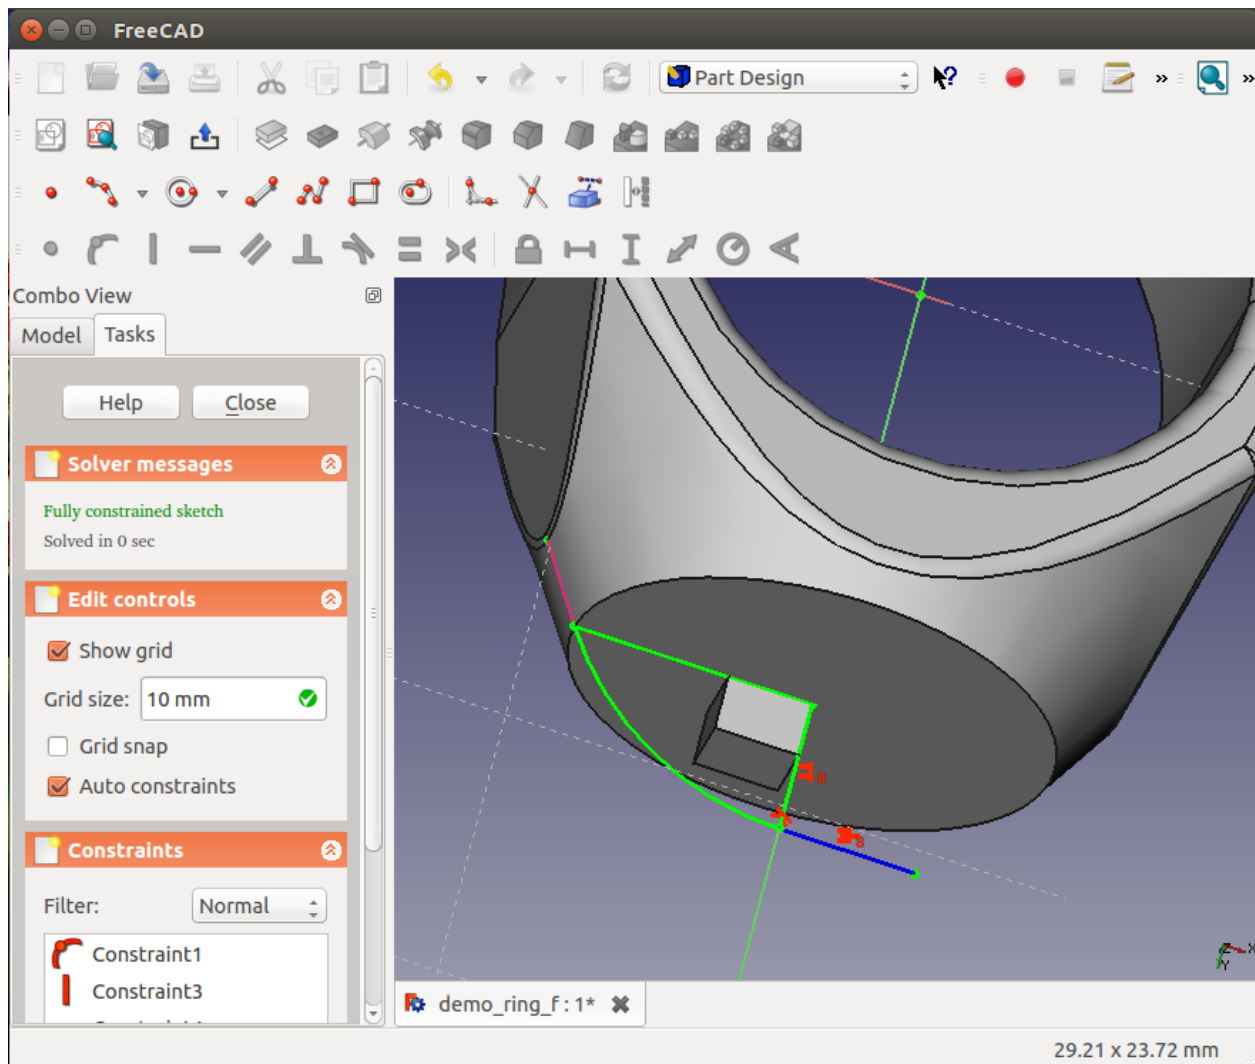 FreeCAD
Part Design
Combo View
Model
Tasks
Help
Close
Solver messages
Fully constrained sketch
Solved in 0 sec
Edit controls
Show grid
Grid size:
10 mm
Grid snap
Auto constraints
Constraints
Filter:
Normal
Constraint1
Constraint3
demo_ring_f : 1*
29.21 x 23.72 mm